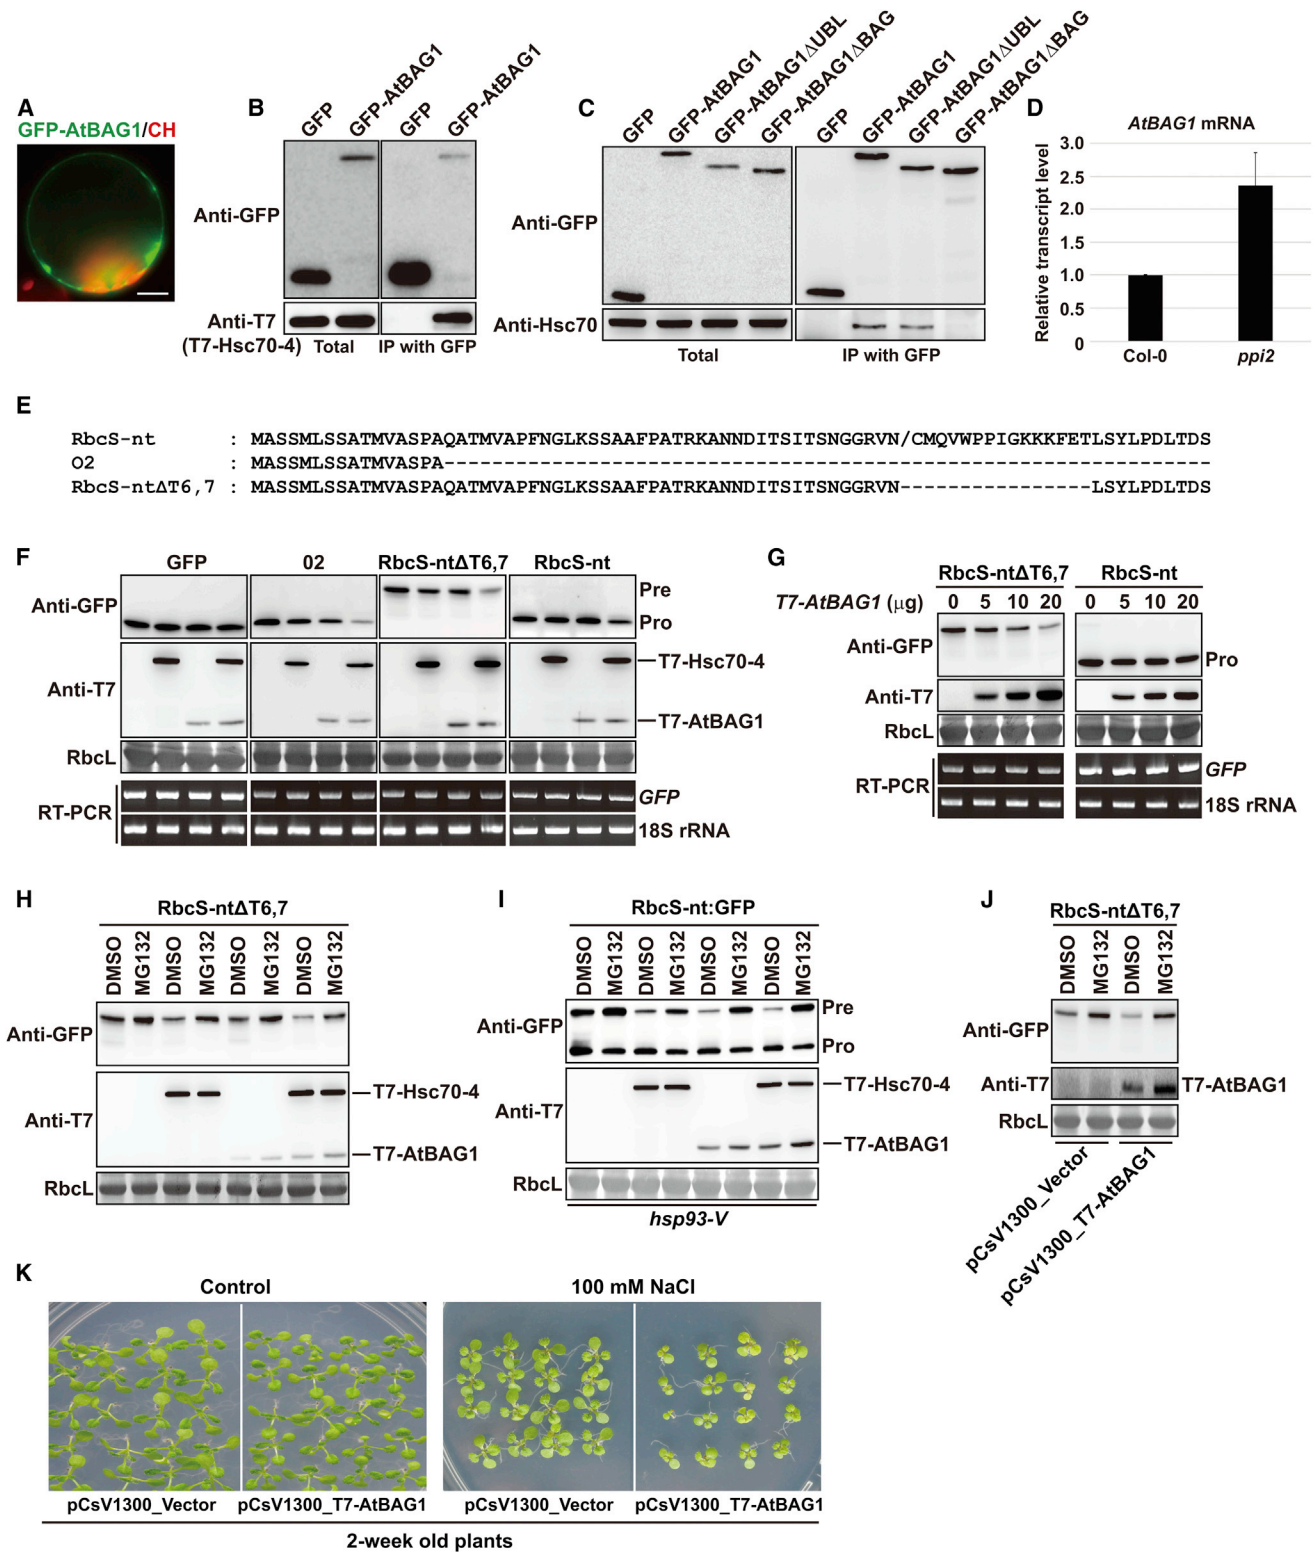 A
GFP-AtBAG1/CH
B
GFP
GFP-AtBAG1
GFP
GFP-AtBAG1
Anti-GFP
Anti-T7
(T7-Hsc70-4)
Total
IP with GFP
C
GFP
GFP-AtBAG1
GFP-AtBAG1ΔUBL
GFP-AtBAG1ΔBAG
GFP
GFP-AtBAG1
GFP-AtBAG1ΔUBL
GFP-AtBAG1ΔBAG
Anti-GFP
Anti-Hsc70
Total
IP with GFP
D
AtBAG1 mRNA
Relative transcript level
3.0
2.5
2.0
1.5
1.0
0.5
0
Col-0
ppi2
E
RbcS-nt : MASSMLSSATMVASPAQATMVAPFNGLKSSAAFPATRKANNDITSITSNGGRVN/CMQVWPPIGKKKFETLSYLPDLTDS
O2 : MASSMLSSATMVASPA----------------------------------------------------------------
RbcS-ntΔT6,7 : MASSMLSSATMVASPAQATMVAPFNGLKSSAAFPATRKANNDITSITSNGGRVN----------------LSYLPDLTDS
F
GFP
02
RbcS-ntΔT6,7
RbcS-nt
Anti-GFP
Pre
Pro
Anti-T7
T7-Hsc70-4
T7-AtBAG1
RbcL
RT-PCR
GFP
18S rRNA
G
RbcS-ntΔT6,7
RbcS-nt
T7-AtBAG1 (μg) 0 5 10 20 0 5 10 20
Anti-GFP
Pro
Anti-T7
RbcL
RT-PCR
GFP
18S rRNA
H
RbcS-ntΔT6,7
DMSO MG132 DMSO MG132 DMSO MG132 DMSO MG132
Anti-GFP
Anti-T7
T7-Hsc70-4
T7-AtBAG1
RbcL
I
RbcS-nt:GFP
DMSO MG132 DMSO MG132 DMSO MG132 DMSO MG132
Anti-GFP
Pre
Pro
Anti-T7
T7-Hsc70-4
T7-AtBAG1
RbcL
hsp93-V
J
RbcS-ntΔT6,7
DMSO MG132 DMSO MG132
Anti-GFP
Anti-T7
T7-AtBAG1
RbcL
pCsV1300_Vector
pCsV1300_T7-AtBAG1
K
Control
100 mM NaCl
pCsV1300_Vector
pCsV1300_T7-AtBAG1
pCsV1300_Vector
pCsV1300_T7-AtBAG1
2-week old plants